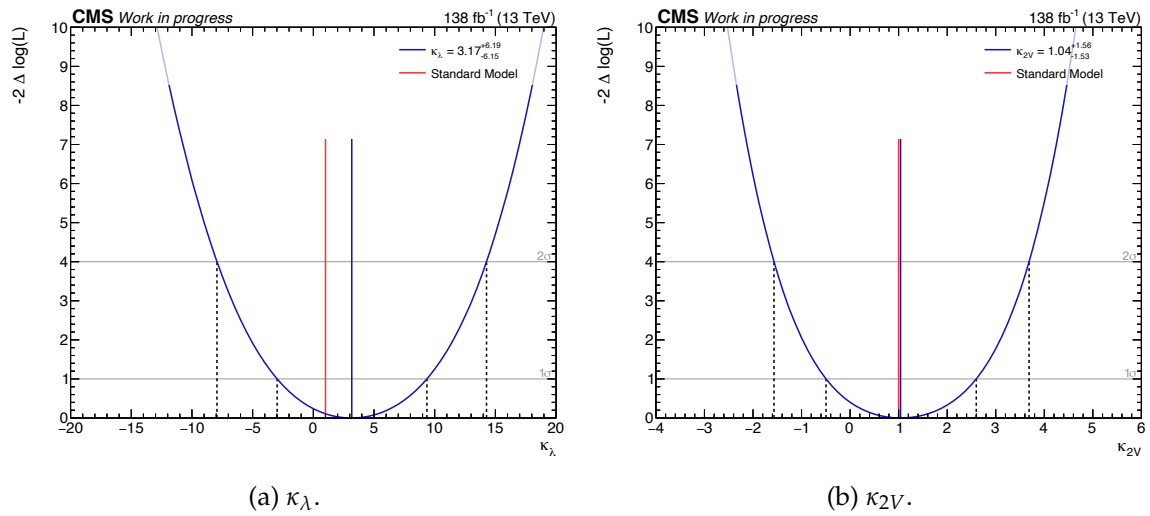 CMS Work in progress 138 fb⁻¹ (13 TeV)
-2 Δ log(L)
10
9
8
7
6
5
4
3
2
1
0
κλ = 3.17 +6.19 -6.15
Standard Model
2σ
1σ
−20 −15 −10 −5 0 5 10 15 20
κλ
(a) κλ.
CMS Work in progress 138 fb⁻¹ (13 TeV)
-2 Δ log(L)
10
9
8
7
6
5
4
3
2
1
0
κ2V = 1.04 +1.56 -1.53
Standard Model
2σ
1σ
−4 −3 −2 −1 0 1 2 3 4 5 6
κ2V
(b) κ2V.